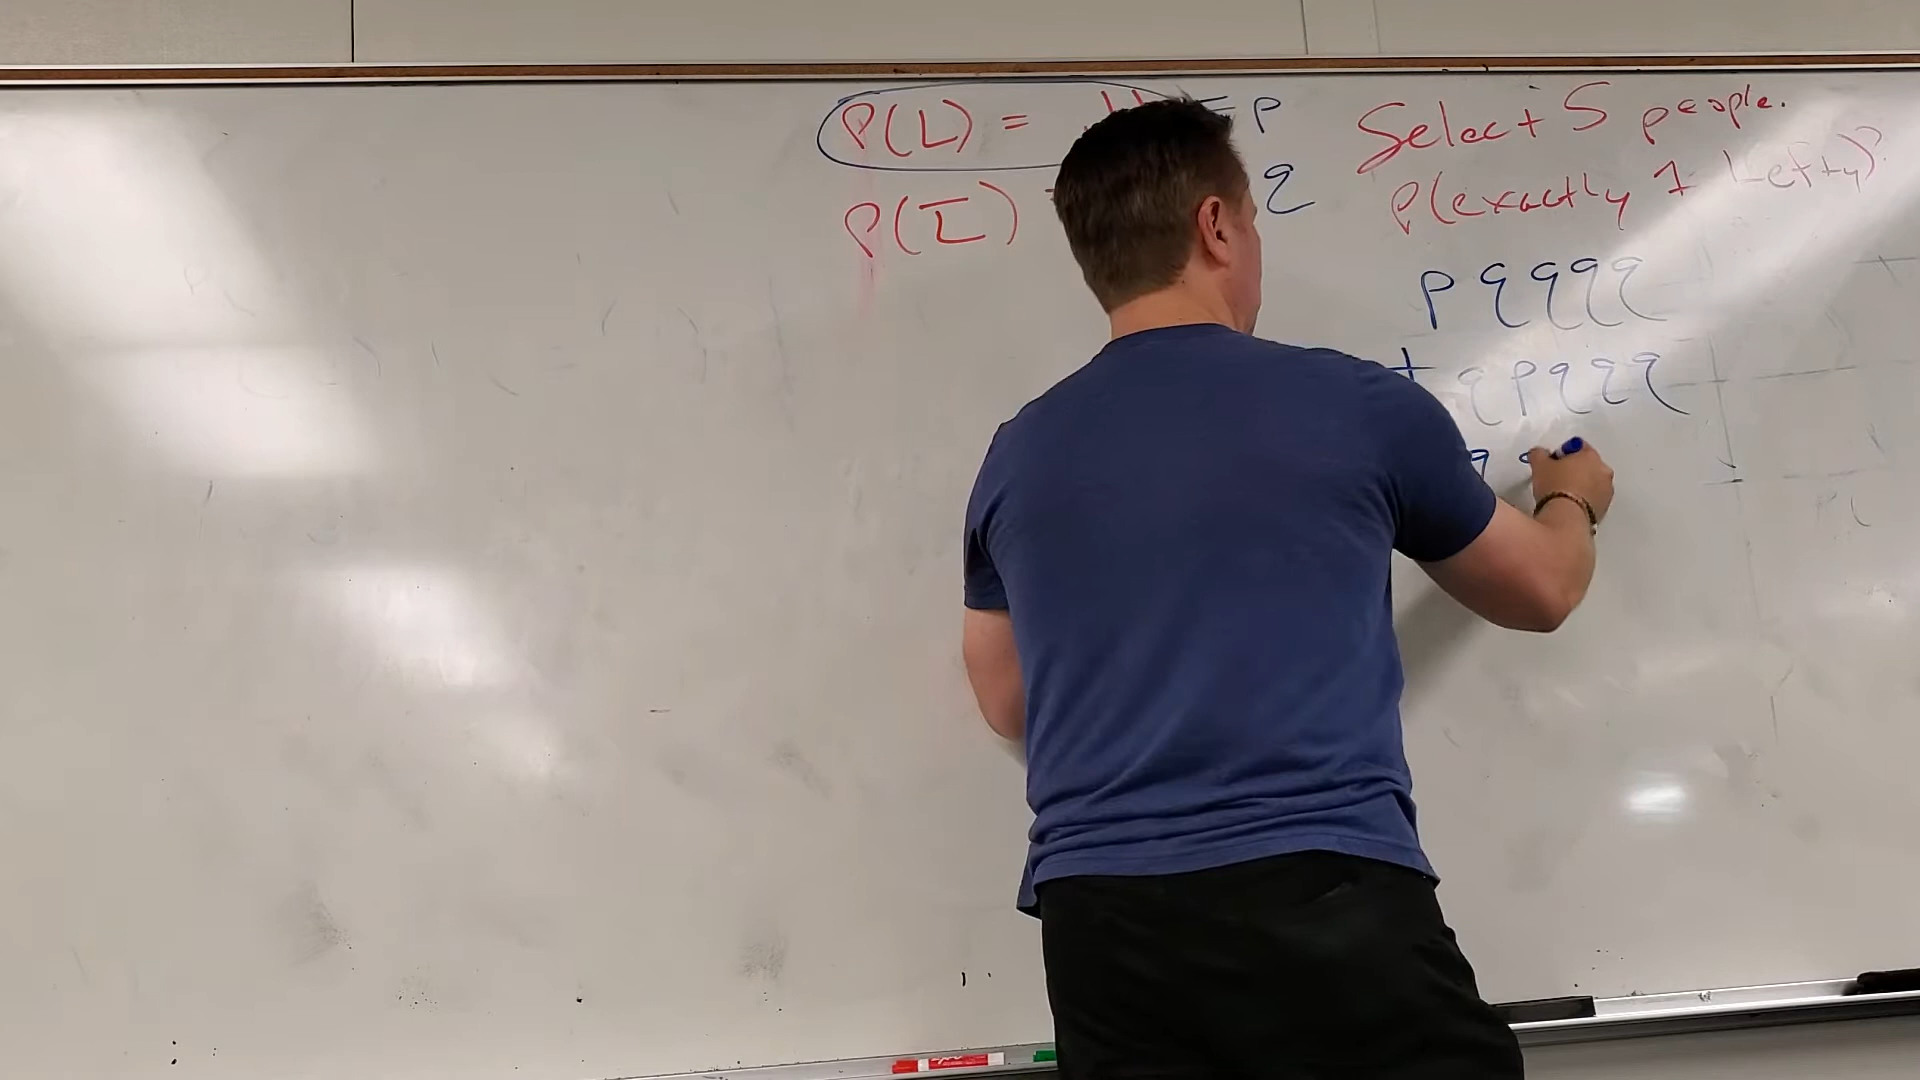 P(L) = = p
P(L̅) q
Select 5 people.
P(exactly 1 Lefty)?
p q q q q
+ q p q q q
q